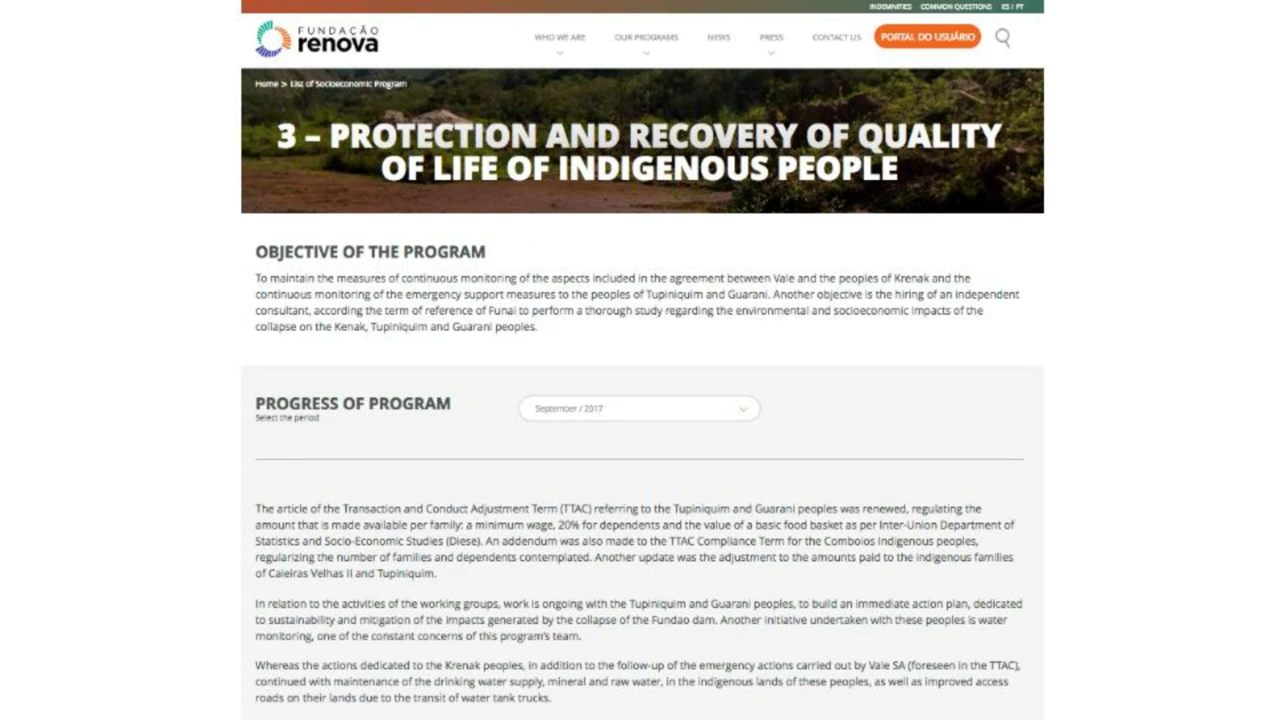 INDEMNITIES COMMON QUESTIONS ES / PT
FUNDAÇÃO
renova
WHO WE ARE OUR PROGRAMS NEWS PRESS CONTACT US PORTAL DO USUÁRIO
Home > List of Socioeconomic Program
3 – PROTECTION AND RECOVERY OF QUALITY
OF LIFE OF INDIGENOUS PEOPLE
OBJECTIVE OF THE PROGRAM
To maintain the measures of continuous monitoring of the aspects included in the agreement between Vale and the peoples of Krenak and the
continuous monitoring of the emergency support measures to the peoples of Tupiniquim and Guarani. Another objective is the hiring of an independent
consultant, according the term of reference of Funai to perform a thorough study regarding the environmental and socioeconomic impacts of the
collapse on the Kenak, Tupiniquim and Guarani peoples.
PROGRESS OF PROGRAM
Select the period
September / 2017
The article of the Transaction and Conduct Adjustment Term (TTAC) referring to the Tupiniquim and Guarani peoples was renewed, regulating the
amount that is made available per family: a minimum wage, 20% for dependents and the value of a basic food basket as per Inter-Union Department of
Statistics and Socio-Economic Studies (Diese). An addendum was also made to the TTAC Compliance Term for the Comboios Indigenous peoples,
regularizing the number of families and dependents contemplated. Another update was the adjustment to the amounts paid to the indigenous families
of Caieiras Velhas II and Tupiniquim.
In relation to the activities of the working groups, work is ongoing with the Tupiniquim and Guarani peoples, to build an immediate action plan, dedicated
to sustainability and mitigation of the impacts generated by the collapse of the Fundao dam. Another initiative undertaken with these peoples is water
monitoring, one of the constant concerns of this program's team.
Whereas the actions dedicated to the Krenak peoples, in addition to the follow-up of the emergency actions carried out by Vale SA (foreseen in the TTAC),
continued with maintenance of the drinking water supply, mineral and raw water, in the indigenous lands of these peoples, as well as improved access
roads on their lands due to the transit of water tank trucks.